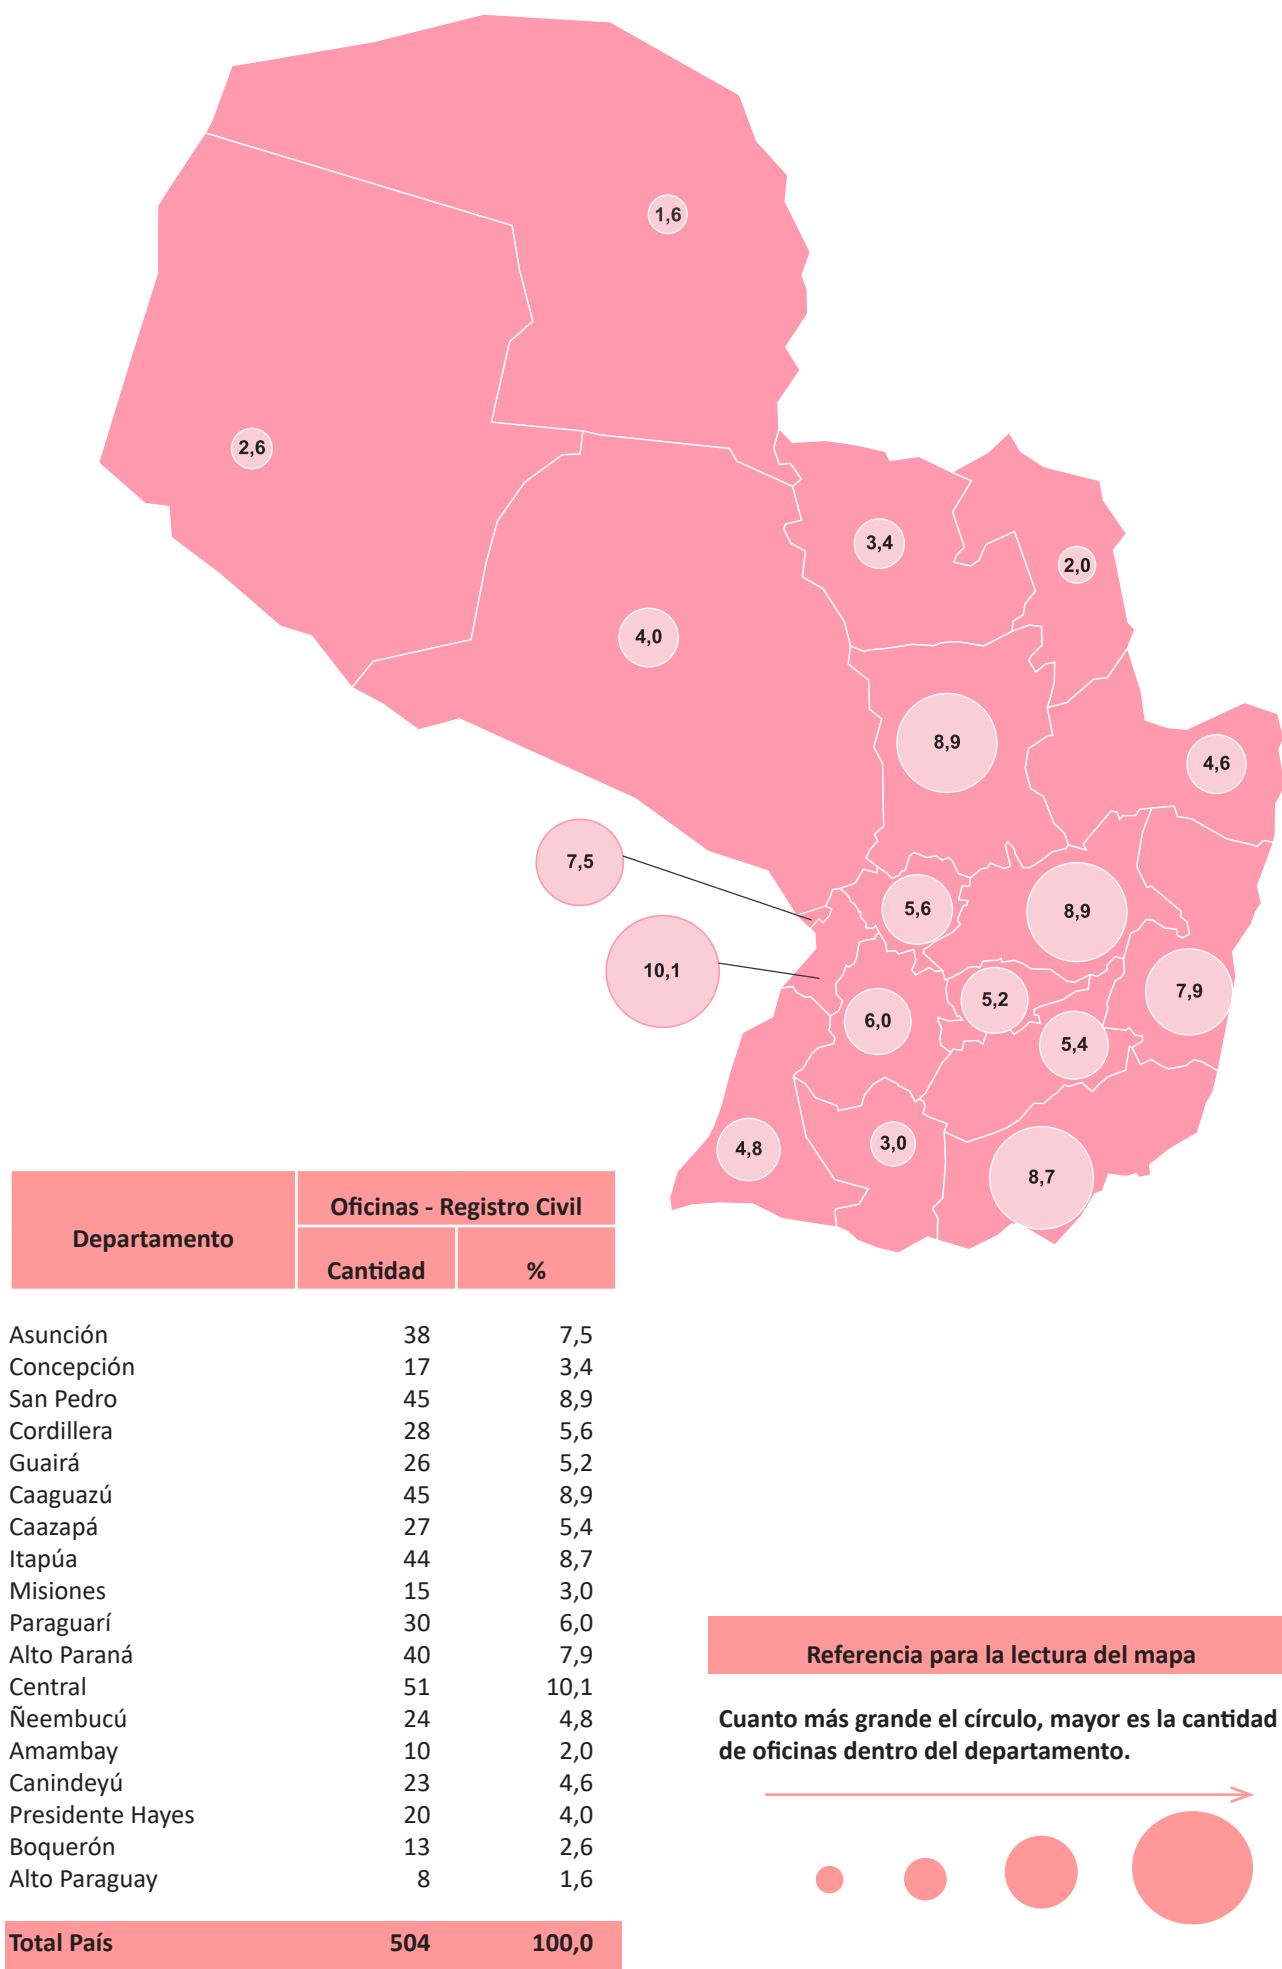 1,6
2,6
3,4
2,0
4,0
8,9
4,6
7,5
5,6
8,9
10,1
7,9
5,2
6,0
5,4
4,8
3,0
8,7
Departamento
Oficinas - Registro Civil
Cantidad %
Asunción 38 7,5
Concepción 17 3,4
San Pedro 45 8,9
Cordillera 28 5,6
Guairá 26 5,2
Caaguazú 45 8,9
Caazapá 27 5,4
Itapúa 44 8,7
Misiones 15 3,0
Paraguarí 30 6,0
Alto Paraná 40 7,9
Central 51 10,1
Ñeembucú 24 4,8
Amambay 10 2,0
Canindeyú 23 4,6
Presidente Hayes 20 4,0
Boquerón 13 2,6
Alto Paraguay 8 1,6
Total País 504 100,0
Referencia para la lectura del mapa
Cuanto más grande el círculo, mayor es la cantidad
de oficinas dentro del departamento.